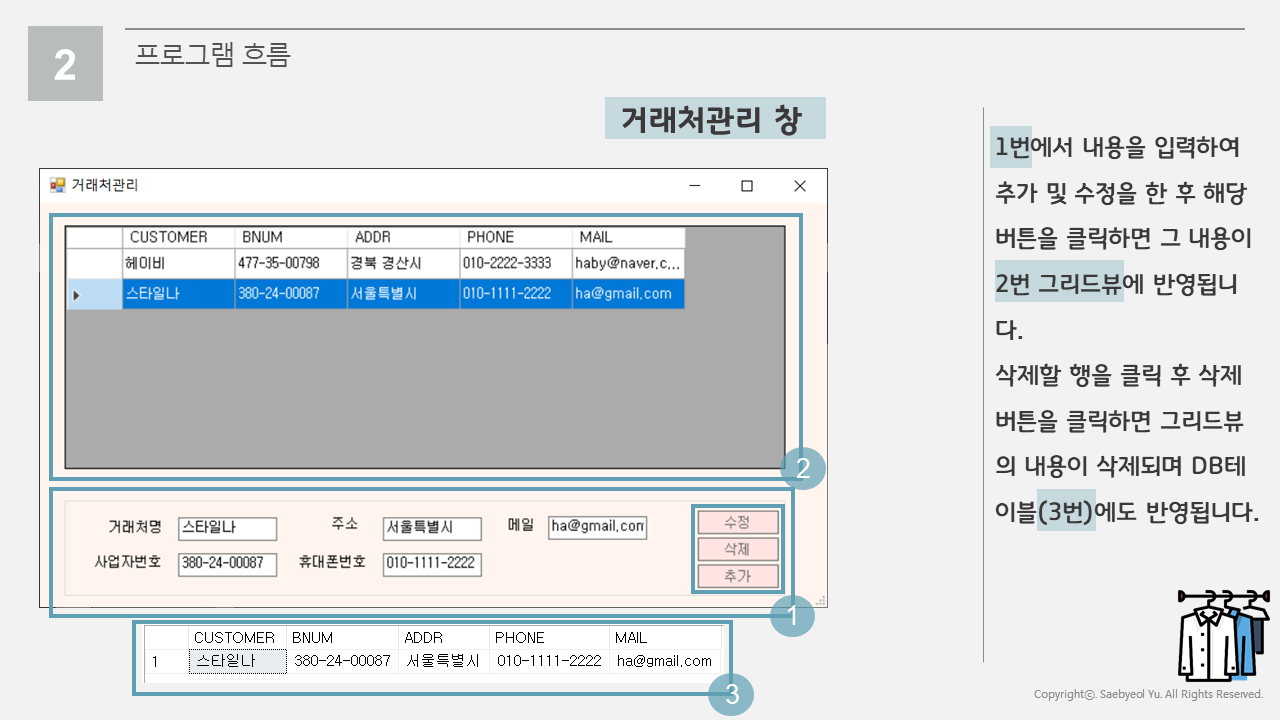 2
프로그램 흐름
거래처관리 창
거래처관리
CUSTOMER BNUM ADDR PHONE MAIL
헤이비 477-35-00798 경북 경산시 010-2222-3333 haby@naver.c...
스타일나 380-24-00087 서울특별시 010-1111-2222 ha@gmail.com
2
거래처명 스타일나 주소 서울특별시 메일 ha@gmail.con
사업자번호 380-24-00087 휴대폰번호 010-1111-2222
수정
삭제
추가
1
CUSTOMER BNUM ADDR PHONE MAIL
1 스타일나 380-24-00087 서울특별시 010-1111-2222 ha@gmail.com
3
1번에서 내용을 입력하여
추가 및 수정을 한 후 해당
버튼을 클릭하면 그 내용이
2번 그리드뷰에 반영됩니
다.
삭제할 행을 클릭 후 삭제
버튼을 클릭하면 그리드뷰
의 내용이 삭제되며 DB테
이블(3번)에도 반영됩니다.
Copyrightⓒ. Saebyeol Yu. All Rights Reserved.